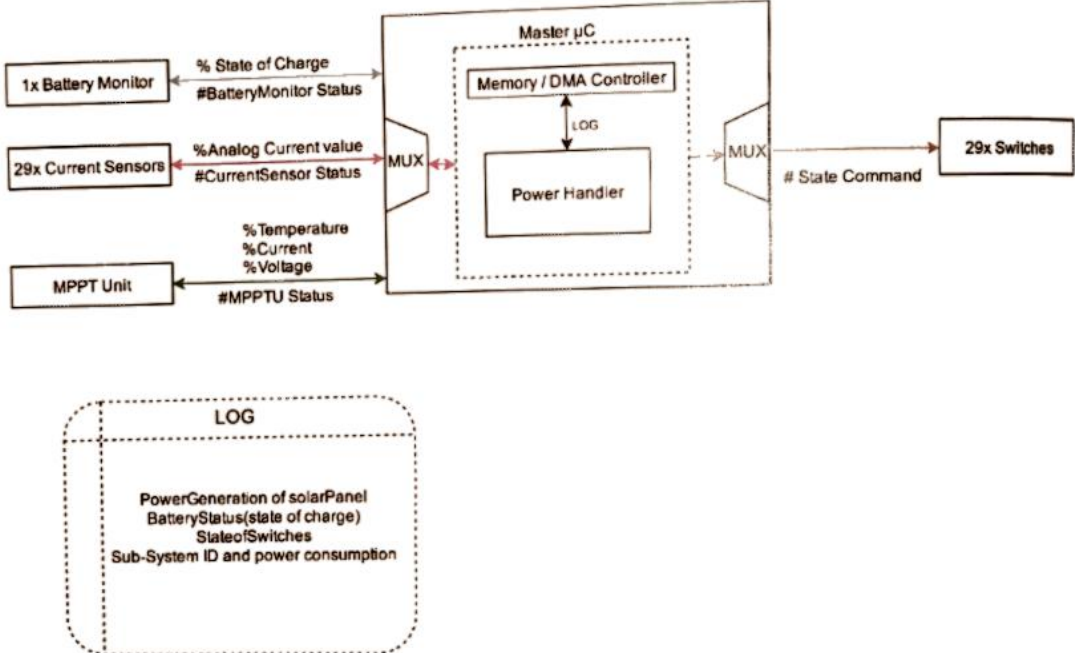 Master µC
1x Battery Monitor
% State of Charge
#BatteryMonitor Status
Memory / DMA Controller
LOG
29x Current Sensors
%Analog Current value
#CurrentSensor Status
MUX
Power Handler
MUX
# State Command
29x Switches
MPPT Unit
%Temperature
%Current
%Voltage
#MPPTU Status
LOG
PowerGeneration of solarPanel
BatteryStatus(state of charge)
StateofSwitches
Sub-System ID and power consumption